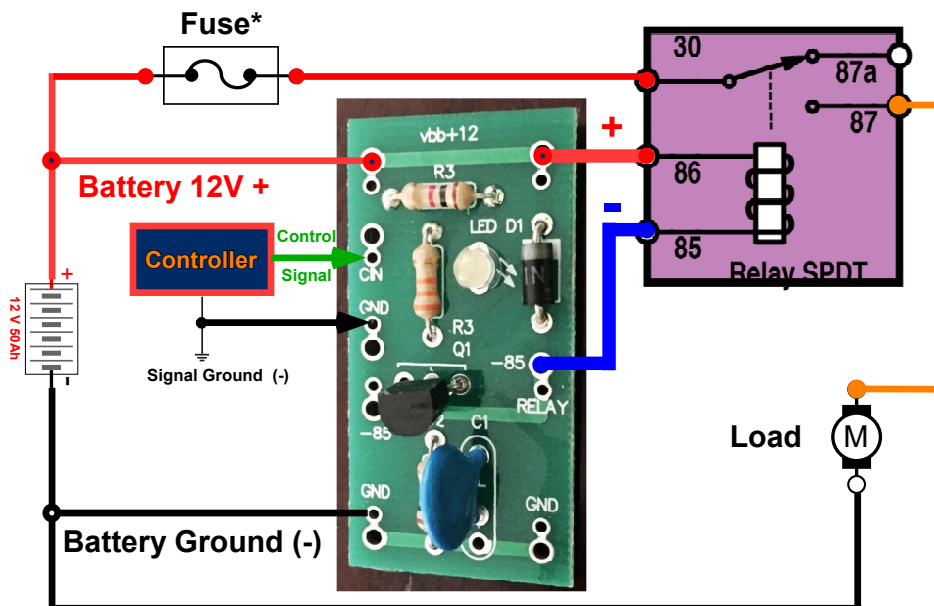 Fuse*
30
87a
87
86
85
Relay SPDT
+
-
vbb+12
R3
Battery 12V +
LED D1
Control
Signal
Controller
CIN
GND
Signal Ground (-)
R3
Q1
-85
RELAY
+
12 V 50Ah
-
-85
2
C1
Load
M
GND
GND
Battery Ground (-)